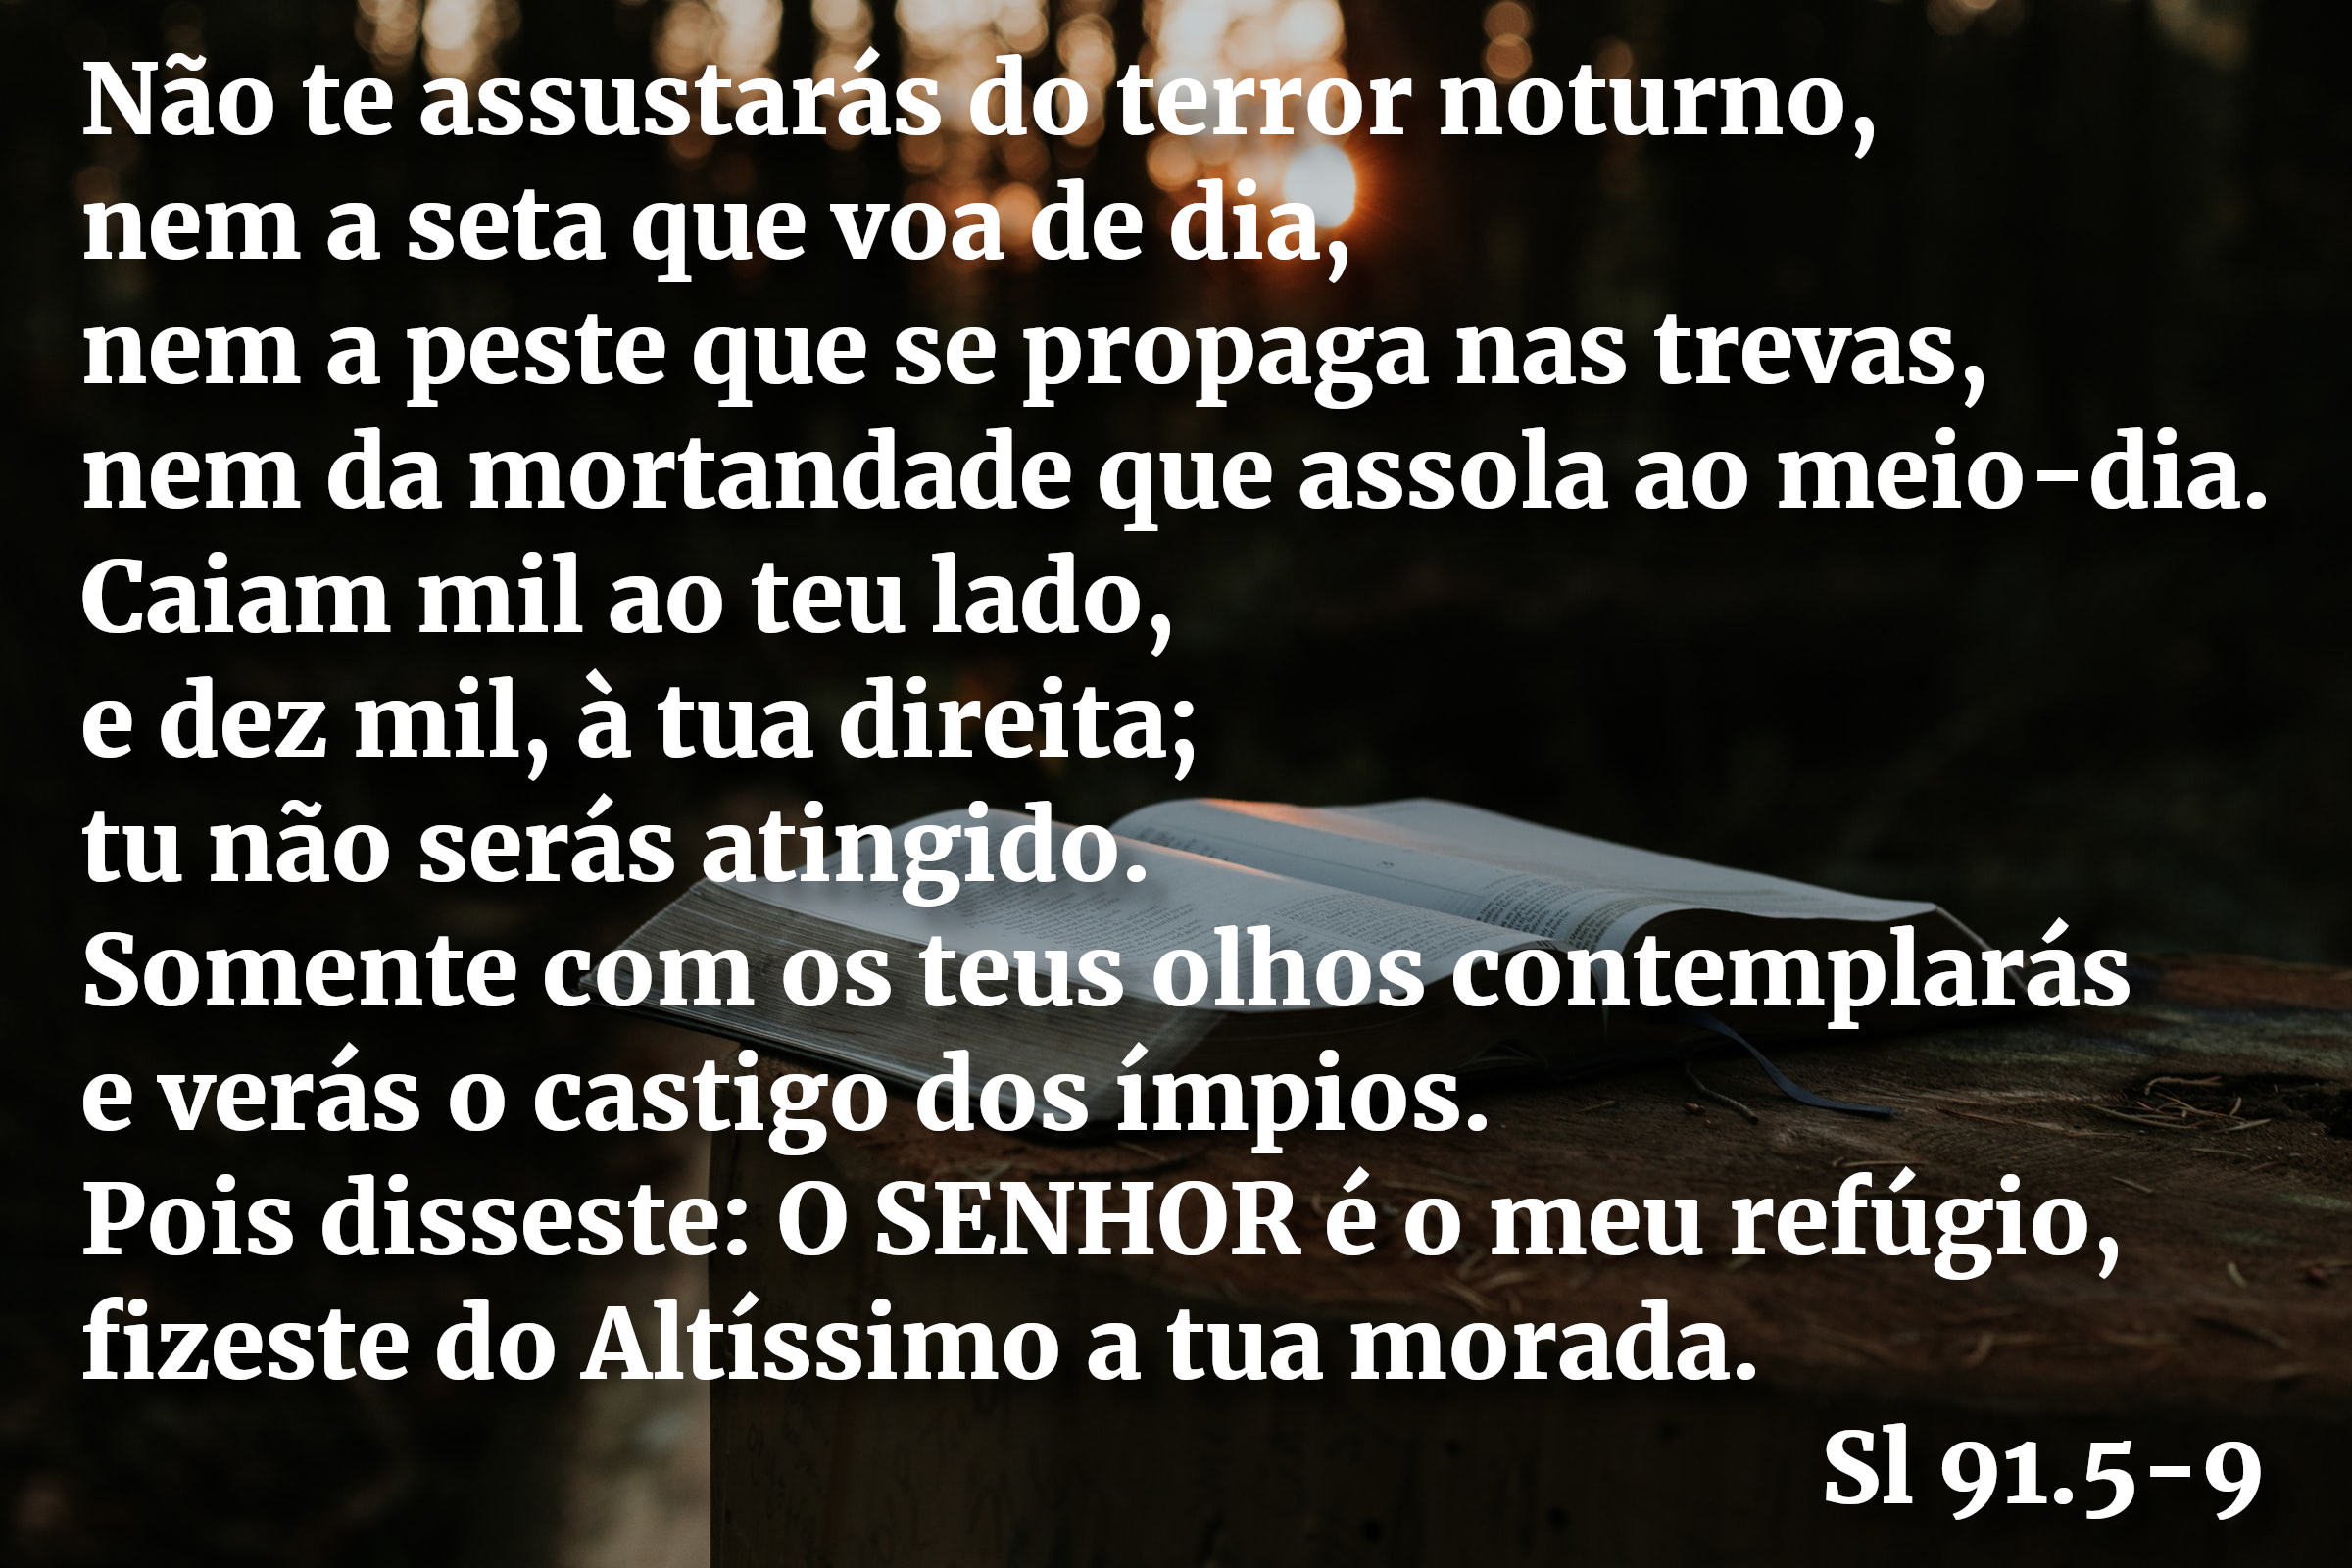 Não te assustarás do terror noturno,
nem a seta que voa de dia,
nem a peste que se propaga nas trevas,
nem da mortandade que assola ao meio-dia.
Caiam mil ao teu lado,
e dez mil, à tua direita;
tu não serás atingido.
Somente com os teus olhos contemplarás
e verás o castigo dos ímpios.
Pois disseste: O SENHOR é o meu refúgio,
fizeste do Altíssimo a tua morada.
Sl 91.5-9